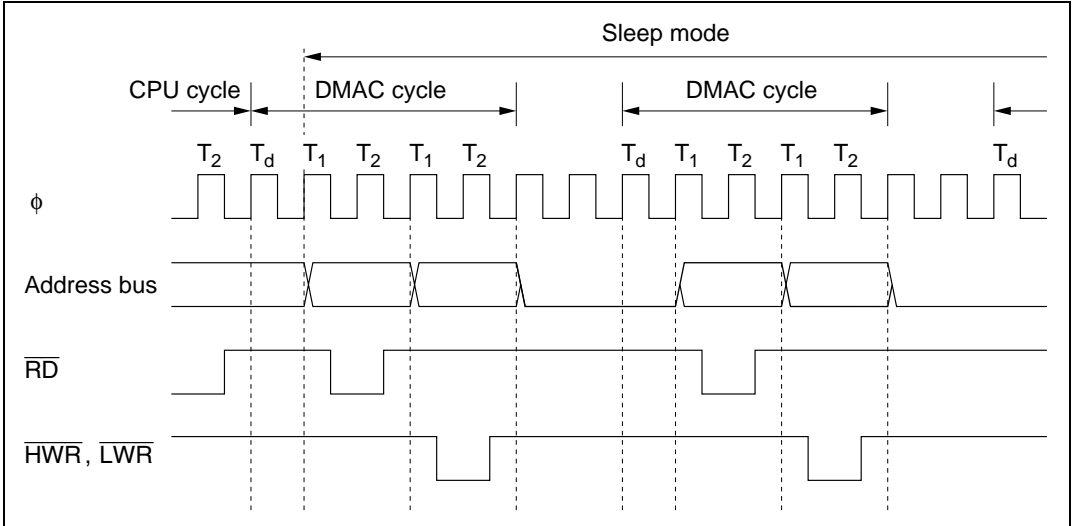 Sleep mode
CPU cycle DMAC cycle DMAC cycle
T2 Td T1 T2 T1 T2 Td T1 T2 T1 T2 Td
ϕ
Address bus
RD
HWR, LWR